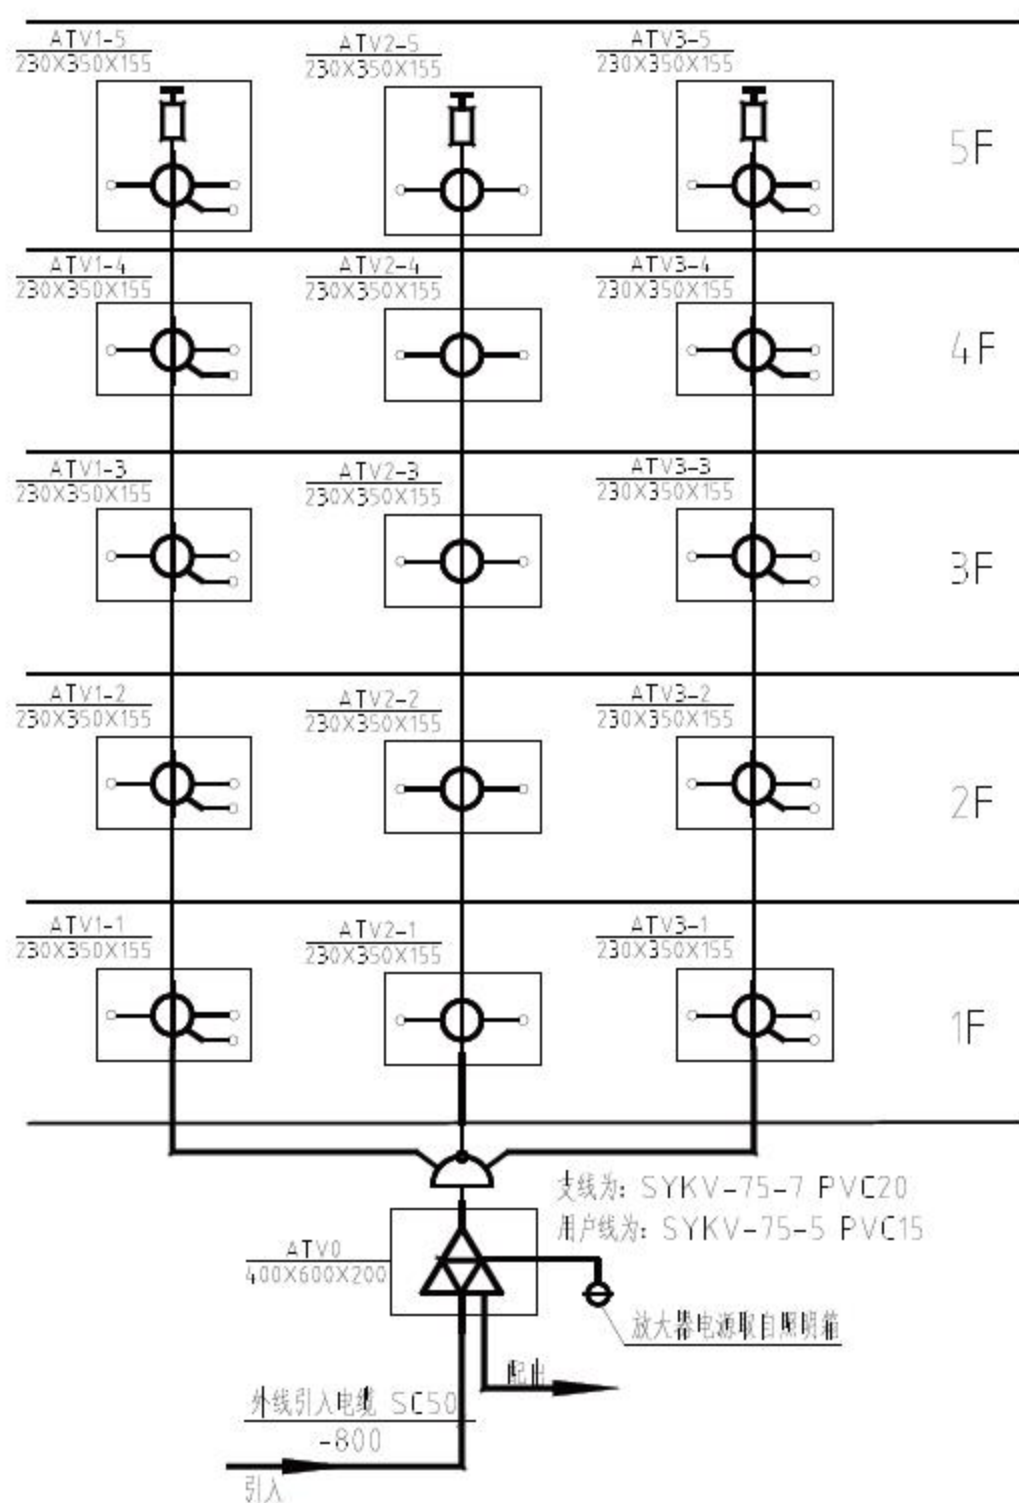 ATV1-5
230X350X155
ATV2-5
230X350X155
ATV3-5
230X350X155
5F
ATV1-4
230X350X155
ATV2-4
230X350X155
ATV3-4
230X350X155
4F
ATV1-3
230X350X155
ATV2-3
230X350X155
ATV3-3
230X350X155
3F
ATV1-2
230X350X155
ATV2-2
230X350X155
ATV3-2
230X350X155
2F
ATV1-1
230X350X155
ATV2-1
230X350X155
ATV3-1
230X350X155
1F
支线为: SYKV-75-7 PVC20
用户线为: SYKV-75-5 PVC15
ATV0
400X600X200
放大器电源取自照明箱
配出
外线引入电缆 SC50
-800
引入